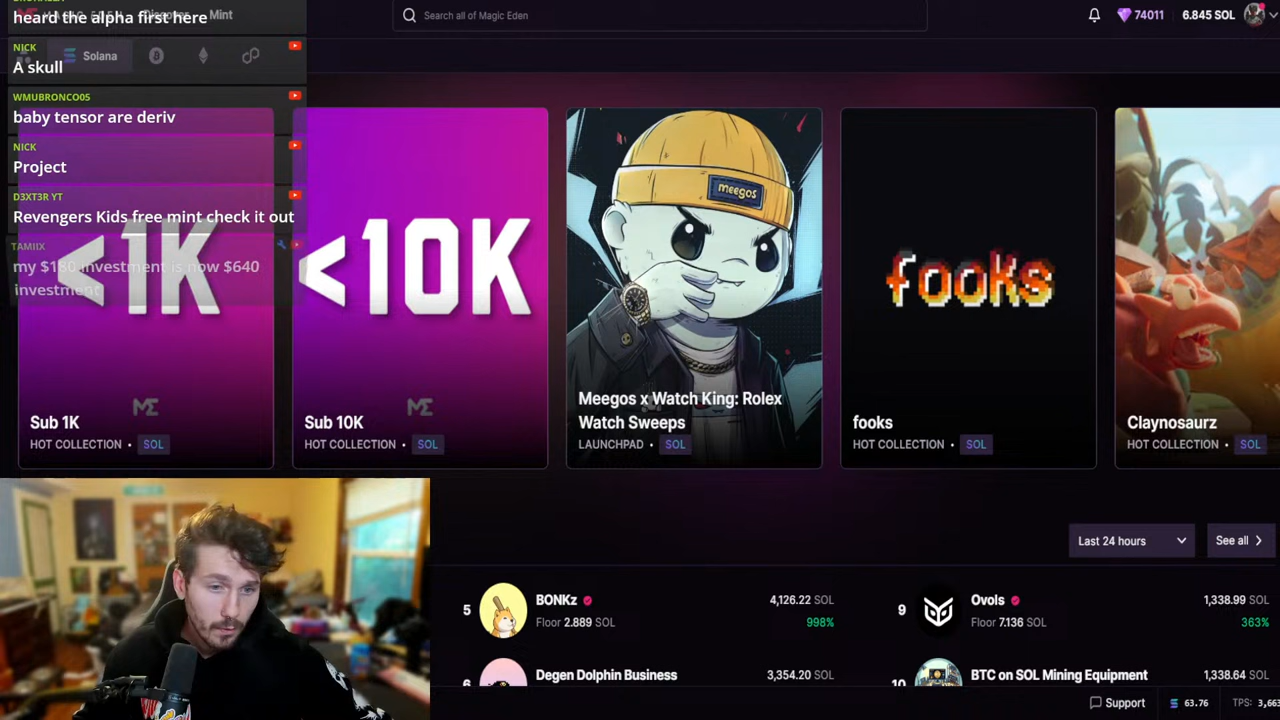 heard the alpha first here
Mint
Search all of Magic Eden
74011
6.845 SOL
NICK
A skull
Solana
WMUBRONCO05
baby tensor are deriv
NICK
Project
D3XT3R YT
Revengers Kids free mint check it out
TAMIIX
my $180 investment is now $640
investment
<1K
ME
Sub 1K
HOT COLLECTION • SOL
<10K
ME
Sub 10K
HOT COLLECTION • SOL
meegos
Meegos x Watch King: Rolex
Watch Sweeps
LAUNCHPAD • SOL
fooks
fooks
HOT COLLECTION • SOL
Claynosaurz
HOT COLLECTION • SOL
Last 24 hours
See all
5
BONKz
4,126.22 SOL
Floor 2.889 SOL
998%
9
Ovols
1,338.99 SOL
Floor 7.136 SOL
363%
6
Degen Dolphin Business
3,354.20 SOL
10
BTC on SOL Mining Equipment
1,338.64 SOL
Support
63.76
TPS: 3,663